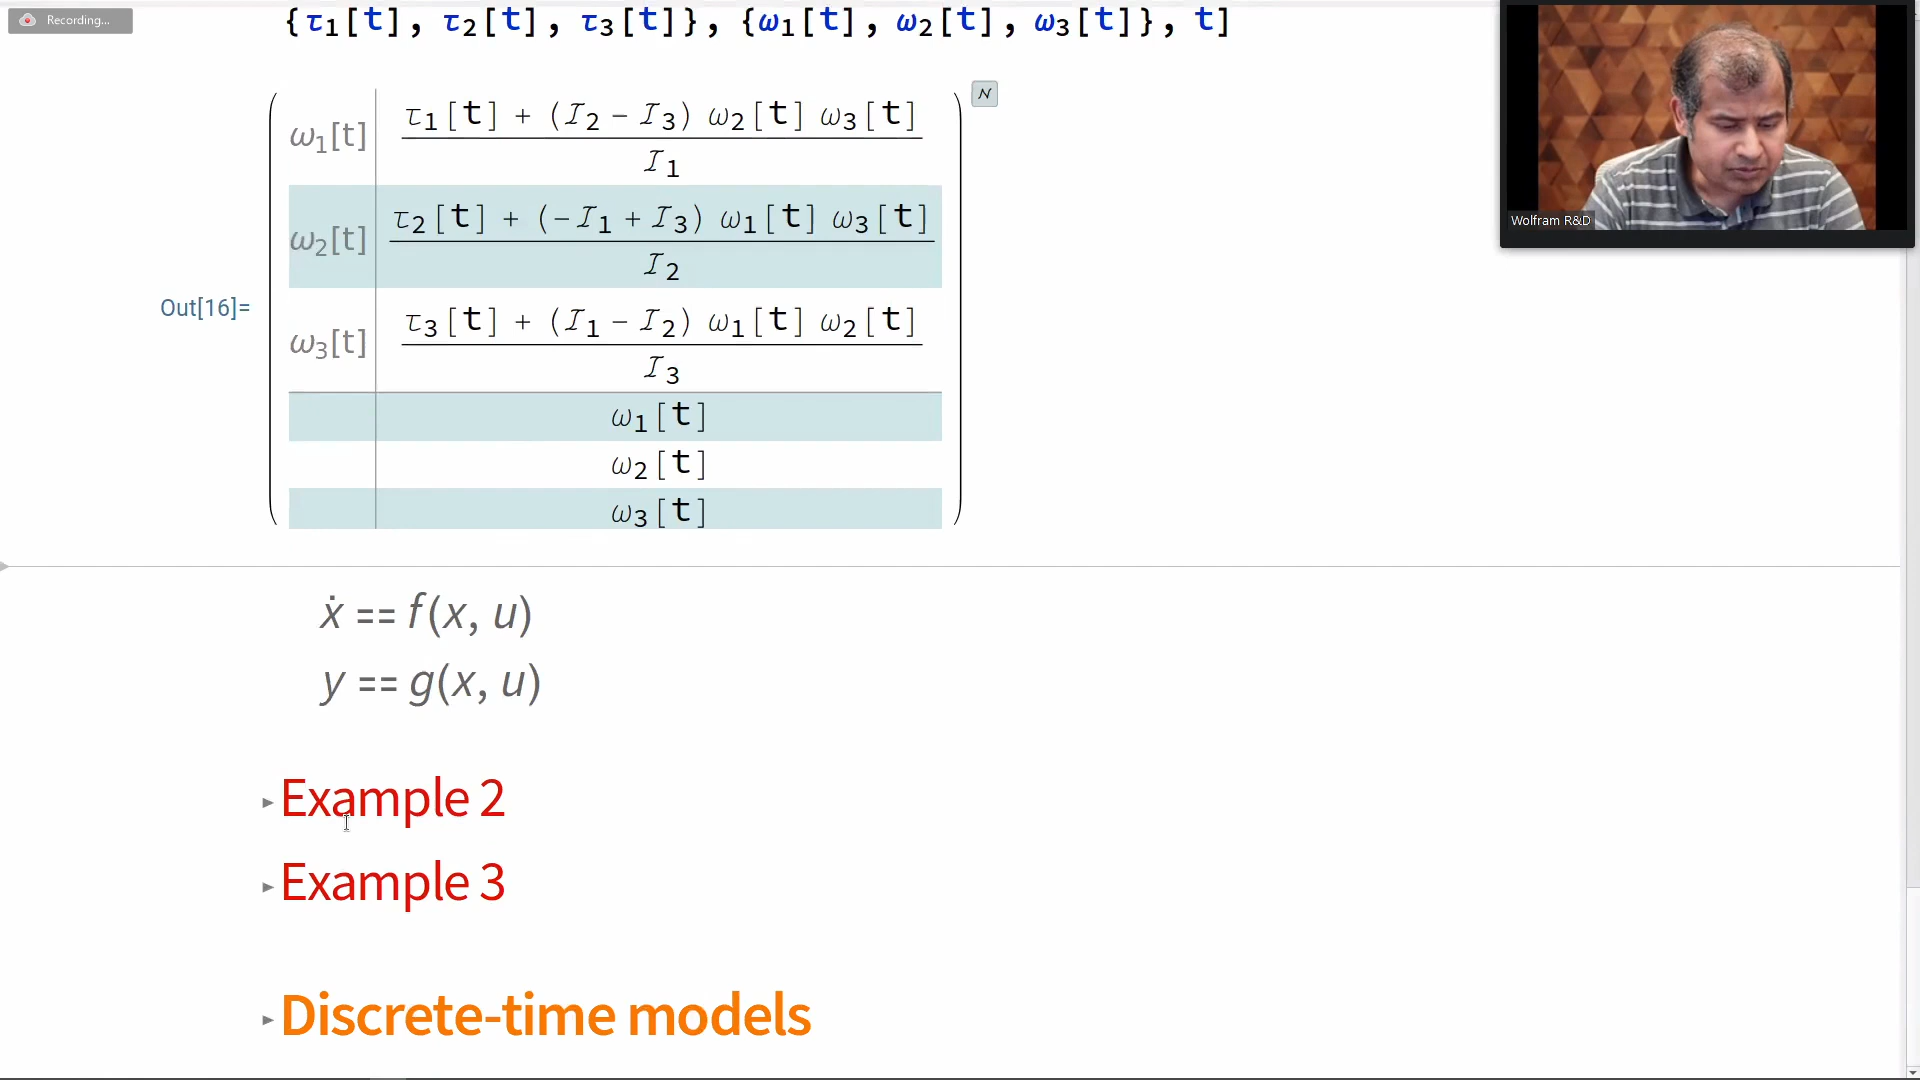 Recording...
{τ₁[t], τ₂[t], τ₃[t]}, {ω₁[t], ω₂[t], ω₃[t]}, t]
N
ω₁[t]
τ₁[t] + (ℐ₂ - ℐ₃) ω₂[t] ω₃[t]
ℐ₁
ω₂[t]
τ₂[t] + (-ℐ₁ + ℐ₃) ω₁[t] ω₃[t]
ℐ₂
Out[16]=
ω₃[t]
τ₃[t] + (ℐ₁ - ℐ₂) ω₁[t] ω₂[t]
ℐ₃
ω₁[t]
ω₂[t]
ω₃[t]
ẋ == f(x, u)
y == g(x, u)
Example 2
Example 3
Discrete-time models
Wolfram R&D